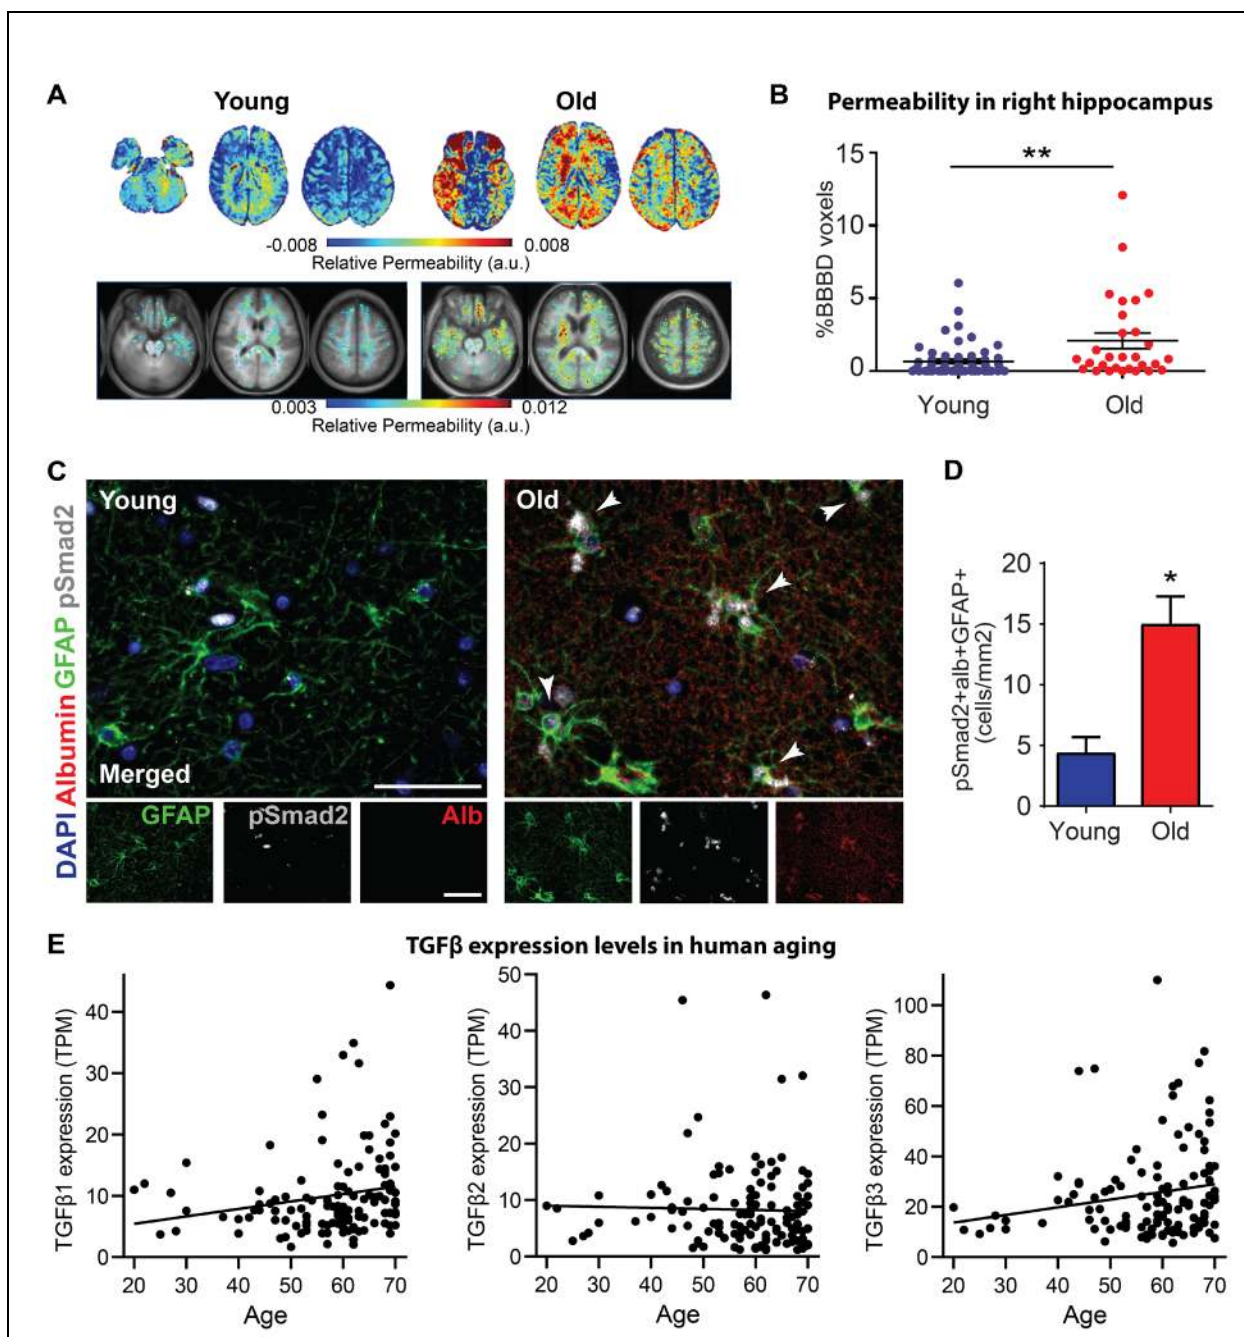 A
Young
Old
-0.008
0.008
Relative Permeability (a.u.)
0.003
0.012
Relative Permeability (a.u.)
B
Permeability in right hippocampus
**
15
10
5
0
%BBBD voxels
Young
Old
C
DAPI Albumin GFAP pSmad2
Young
Merged
Old
GFAP
pSmad2
Alb
D
20
15
10
5
0
*
pSmad2+alb+GFAP+
(cells/mm2)
Young
Old
E
TGFβ expression levels in human aging
TGFβ1 expression (TPM)
40
30
20
10
0
20 30 40 50 60 70
Age
TGFβ2 expression (TPM)
50
40
30
20
10
0
20 30 40 50 60 70
Age
TGFβ3 expression (TPM)
100
80
60
40
20
0
20 30 40 50 60 70
Age